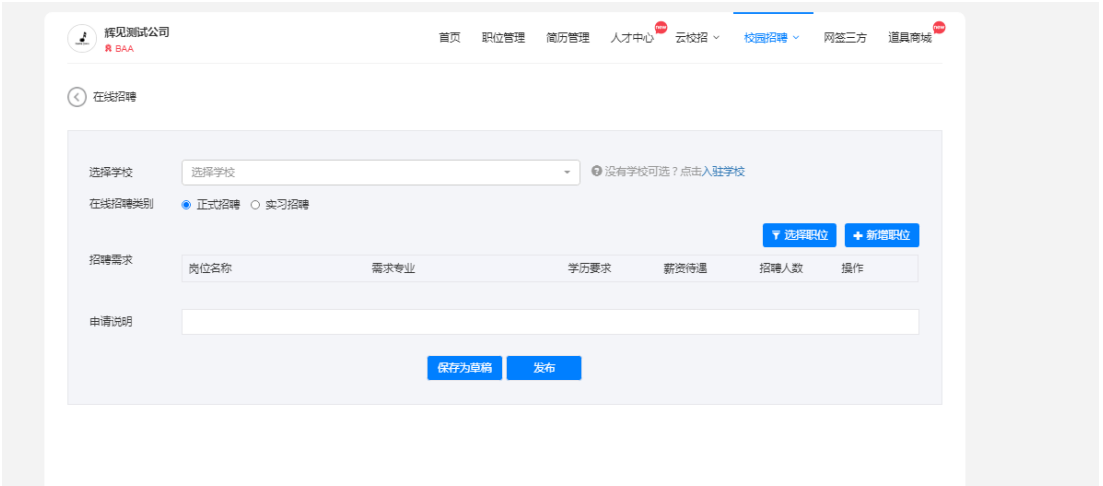 辉见测试公司
BAA
首页 职位管理 简历管理 人才中心 new 云校招 校园招聘 网签三方 道具商城 new
在线招聘
选择学校 选择学校 没有学校可选？点击入驻学校
在线招聘类别 正式招聘 实习招聘
选择职位 新增职位
招聘需求
岗位名称 需求专业 学历要求 薪资待遇 招聘人数 操作
申请说明
保存为草稿 发布